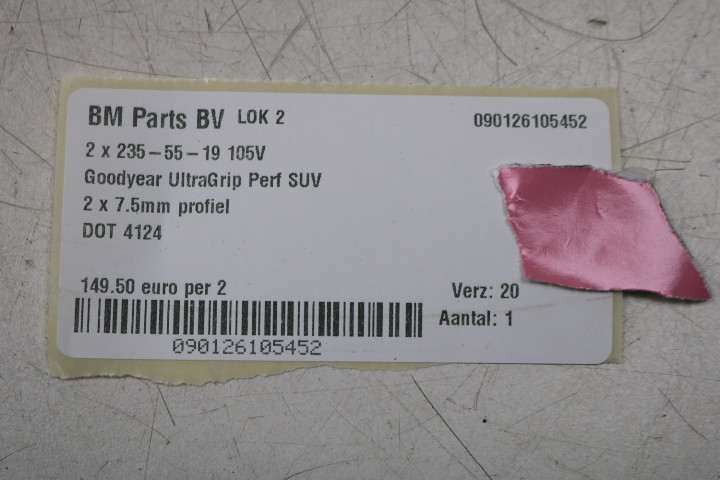 BM Parts BV LOK 2 090126105452
2 x 235-55-19 105V
Goodyear UltraGrip Perf SUV
2 x 7.5mm profiel
DOT 4124
149.50 euro per 2 Verz: 20
Aantal: 1
090126105452